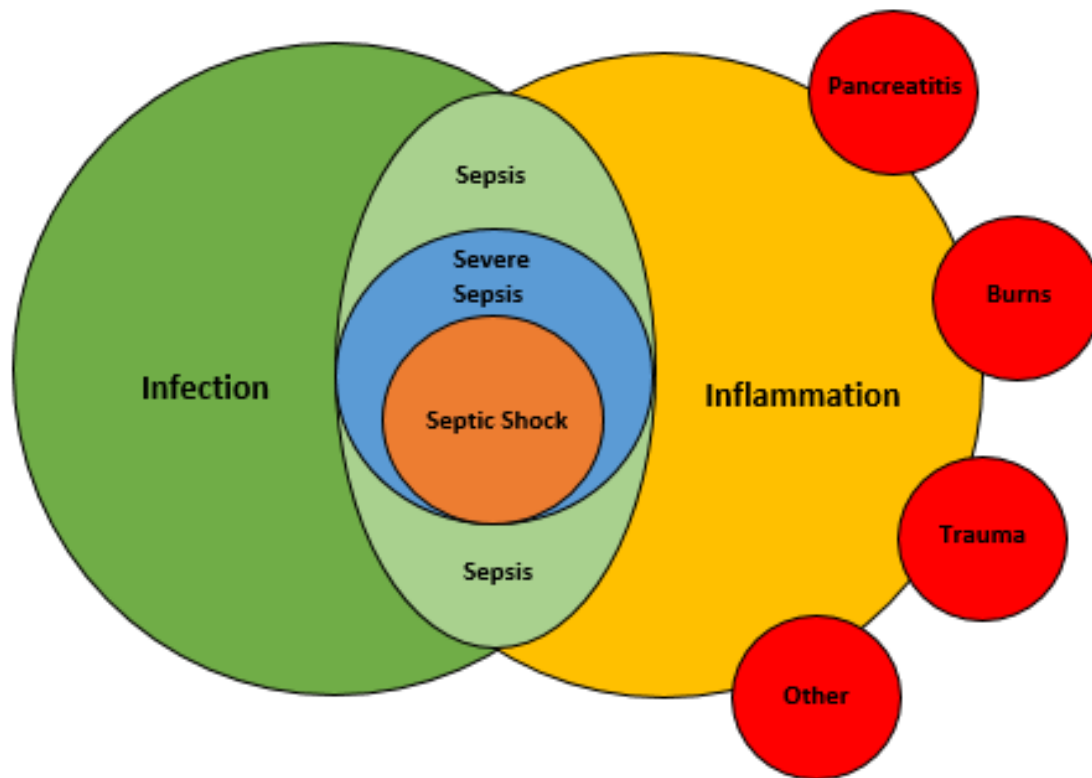 Pancreatitis
Sepsis
Severe
Sepsis
Burns
Infection
Inflammation
Septic Shock
Trauma
Sepsis
Other